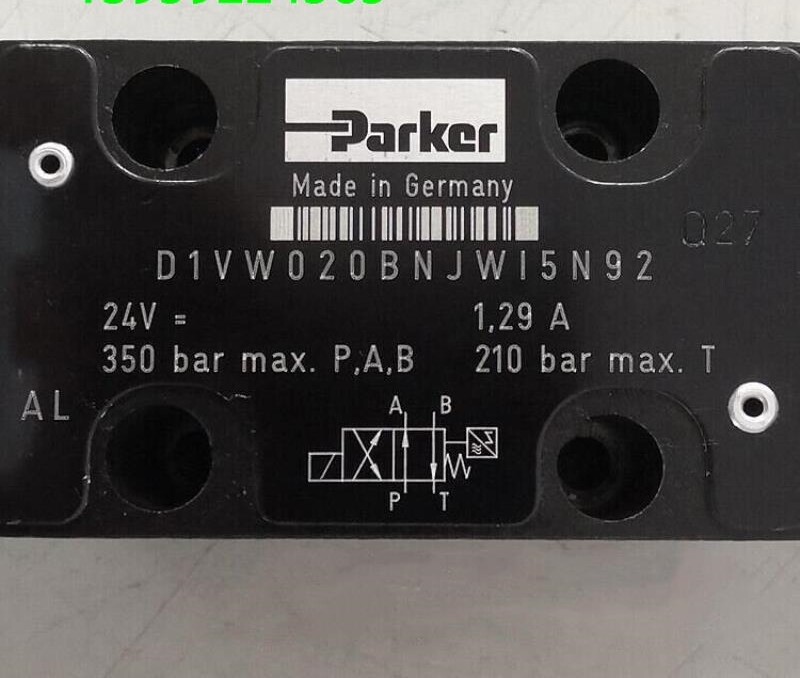 Parker
Made in Germany
Q27
D1VW020BNJWI5N92
24V = 1,29 A
350 bar max. P,A,B 210 bar max. T
AL
A B
P T